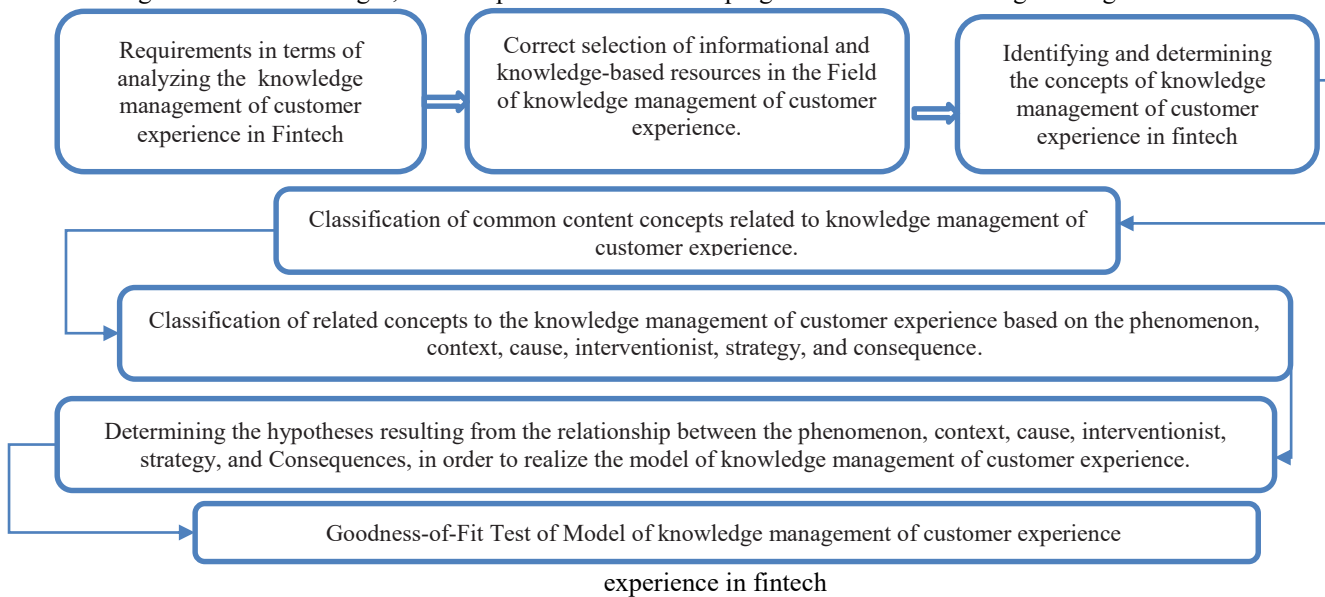 Requirements in terms of
analyzing the knowledge
management of customer
experience in Fintech
Correct selection of informational and
knowledge-based resources in the Field
of knowledge management of customer
experience.
Identifying and determining
the concepts of knowledge
management of customer
experience in fintech
Classification of common content concepts related to knowledge management of
customer experience.
Classification of related concepts to the knowledge management of customer experience based on the phenomenon,
context, cause, interventionist, strategy, and consequence.
Determining the hypotheses resulting from the relationship between the phenomenon, context, cause, interventionist,
strategy, and Consequences, in order to realize the model of knowledge management of customer experience.
Goodness-of-Fit Test of Model of knowledge management of customer experience
experience in fintech